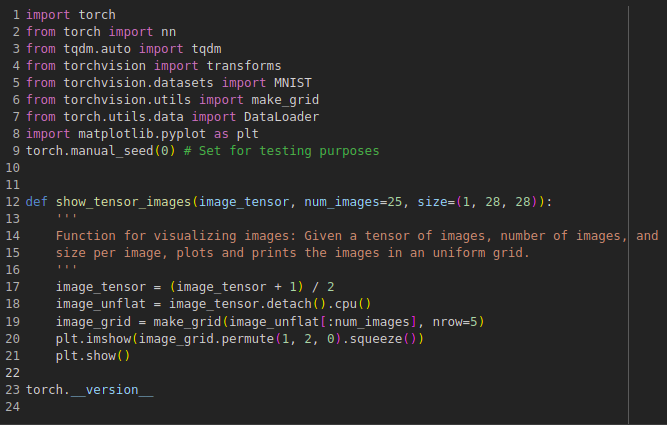 1 import torch
2 from torch import nn
3 from tqdm.auto import tqdm
4 from torchvision import transforms
5 from torchvision.datasets import MNIST
6 from torchvision.utils import make_grid
7 from torch.utils.data import DataLoader
8 import matplotlib.pyplot as plt
9 torch.manual_seed(0) # Set for testing purposes
10
11
12 def show_tensor_images(image_tensor, num_images=25, size=(1, 28, 28)):
13     '''
14     Function for visualizing images: Given a tensor of images, number of images, and
15     size per image, plots and prints the images in an uniform grid.
16     '''
17     image_tensor = (image_tensor + 1) / 2
18     image_unflat = image_tensor.detach().cpu()
19     image_grid = make_grid(image_unflat[:num_images], nrow=5)
20     plt.imshow(image_grid.permute(1, 2, 0).squeeze())
21     plt.show()
22
23 torch.__version__
24